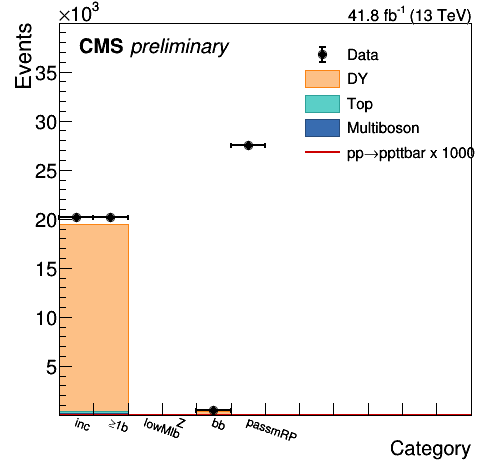 ×10³
41.8 fb⁻¹ (13 TeV)
CMS preliminary
Events
Data
DY
Top
Multiboson
pp→ppttbar x 1000
35
30
25
20
15
10
5
inc
≥1b
lowMlb
Z
bb
passmRP
Category